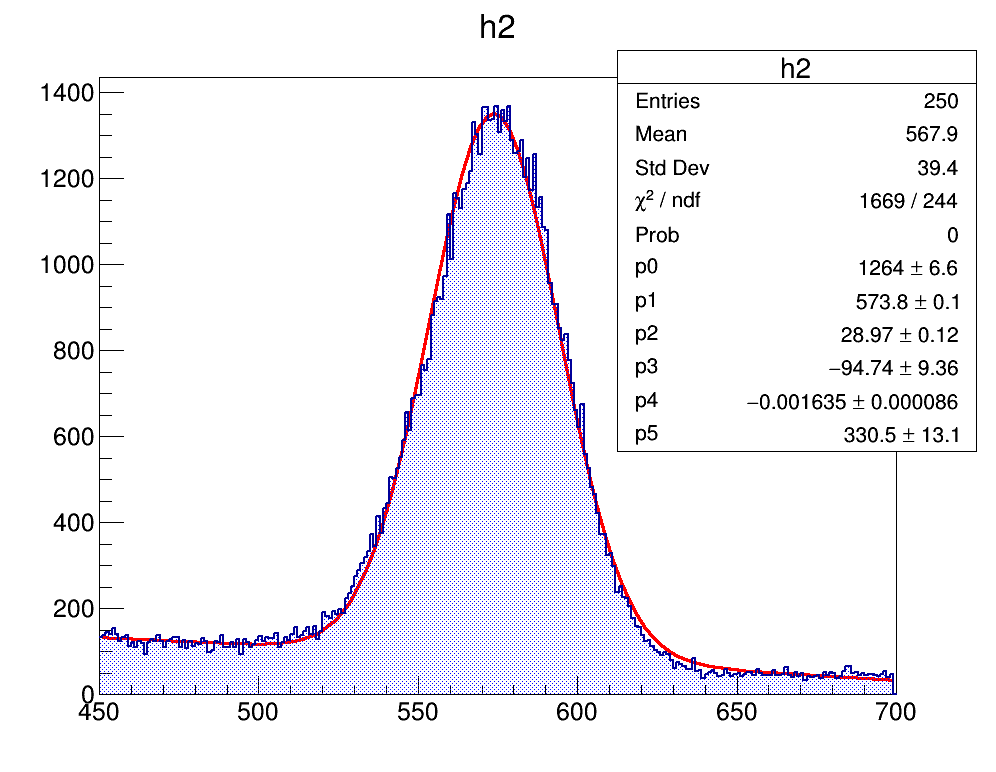 h2
h2
Entries 250
Mean 567.9
Std Dev 39.4
χ² / ndf 1669 / 244
Prob 0
p0 1264 ± 6.6
p1 573.8 ± 0.1
p2 28.97 ± 0.12
p3 −94.74 ± 9.36
p4 −0.001635 ± 0.000086
p5 330.5 ± 13.1
1400
1200
1000
800
600
400
200
0
450 500 550 600 650 700